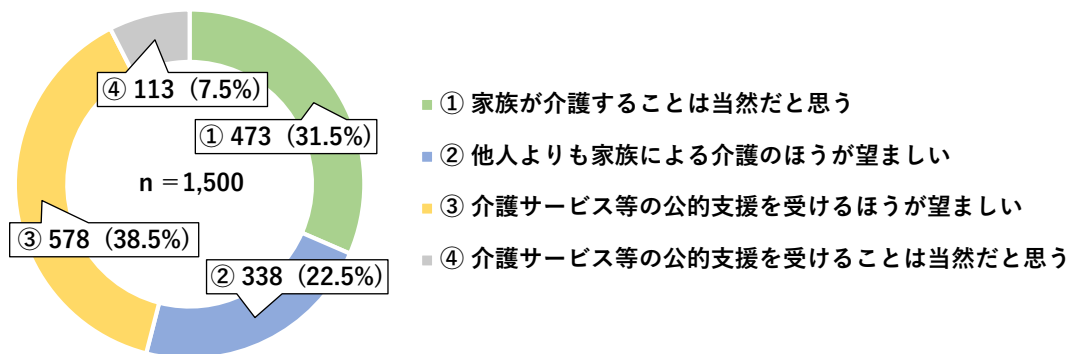 ④ 113（7.5%）
① 473（31.5%）
n ＝1,500
③ 578（38.5%）
② 338（22.5%）
① 家族が介護することは当然だと思う
② 他人よりも家族による介護のほうが望ましい
③ 介護サービス等の公的支援を受けるほうが望ましい
④ 介護サービス等の公的支援を受けることは当然だと思う